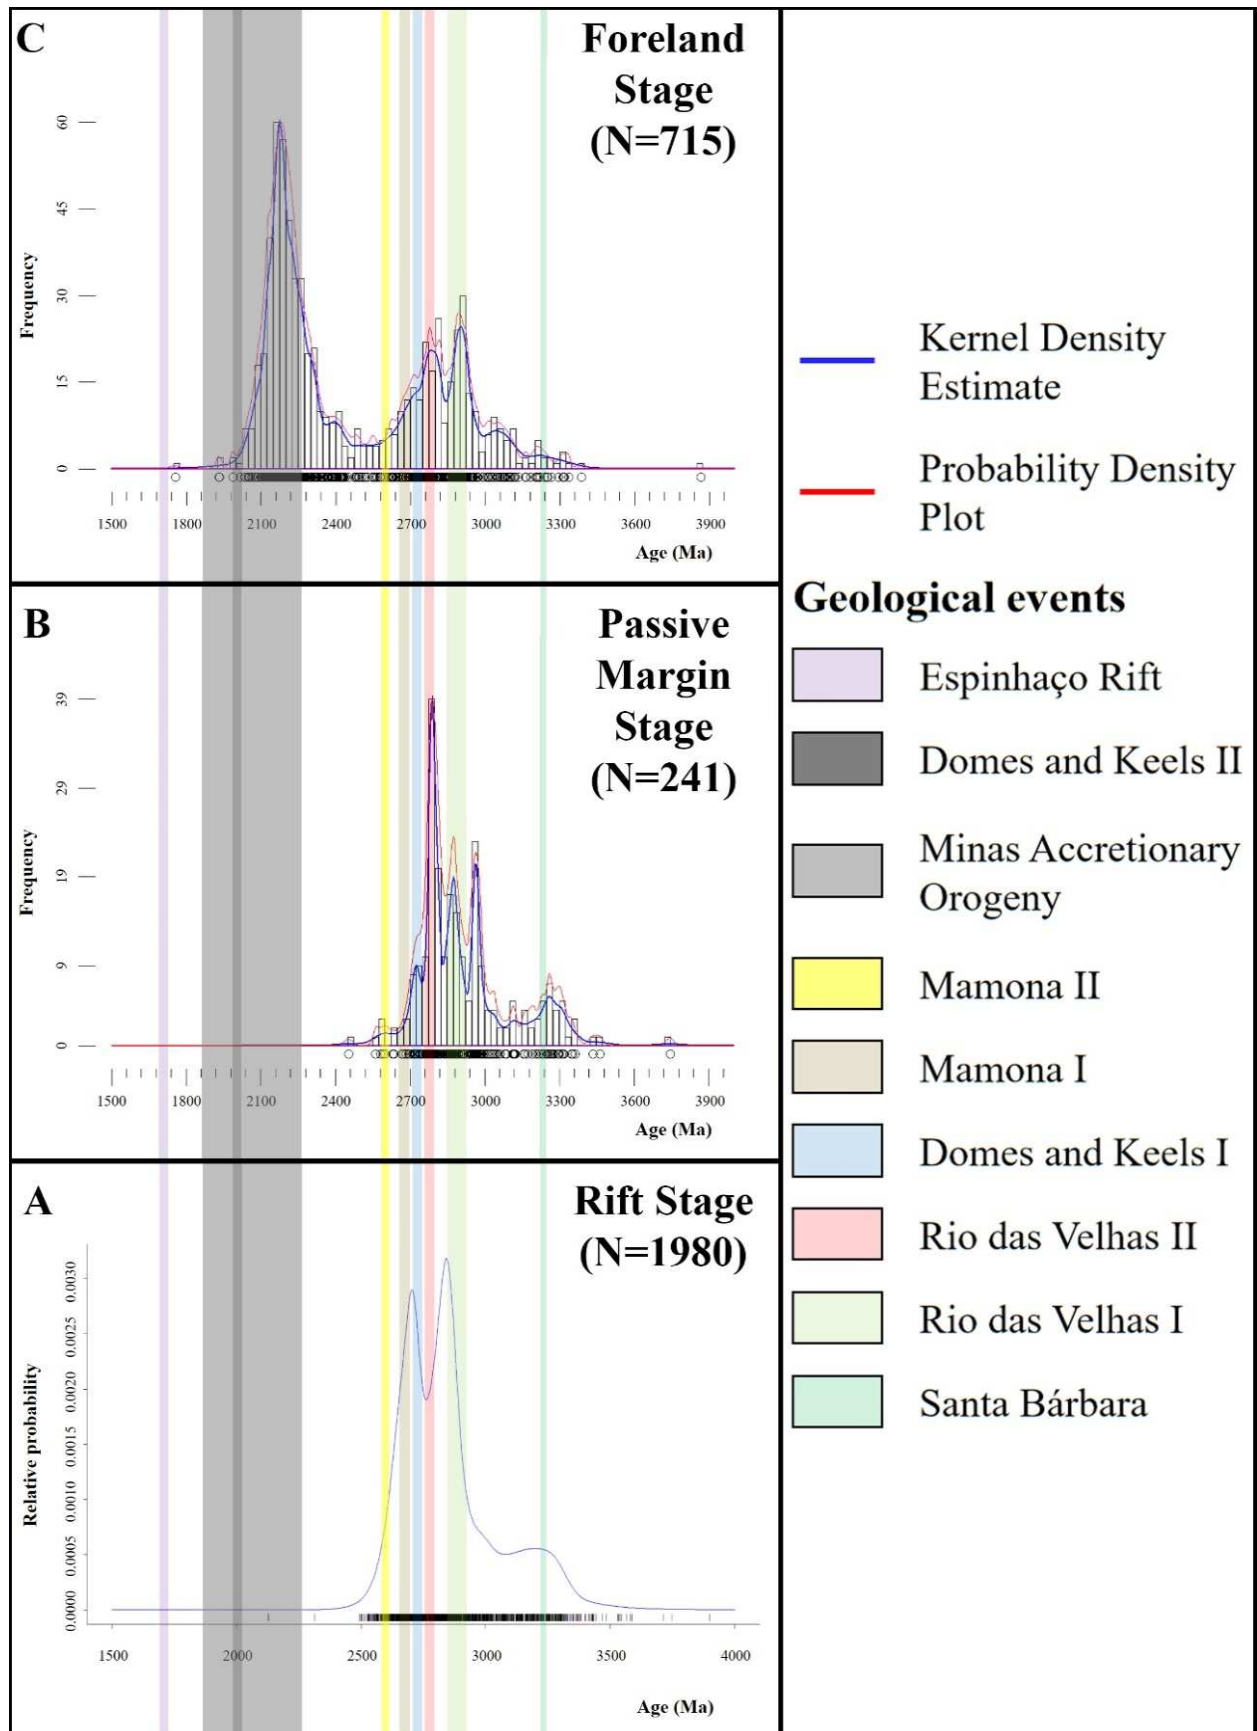 C
Foreland
Stage
(N=715)
60
45
30
15
0
Frequency
1500 1800 2100 2400 2700 3000 3300 3600 3900
Age (Ma)
B
Passive
Margin
Stage
(N=241)
39
29
19
9
0
Frequency
1500 1800 2100 2400 2700 3000 3300 3600 3900
Age (Ma)
A
Rift Stage
(N=1980)
0.0030
0.0025
0.0020
0.0015
0.0010
0.0005
0.0000
Relative probability
1500 2000 2500 3000 3500 4000
Age (Ma)
Kernel Density
Estimate
Probability Density
Plot
Geological events
Espinhaço Rift
Domes and Keels II
Minas Accretionary
Orogeny
Mamona II
Mamona I
Domes and Keels I
Rio das Velhas II
Rio das Velhas I
Santa Bárbara